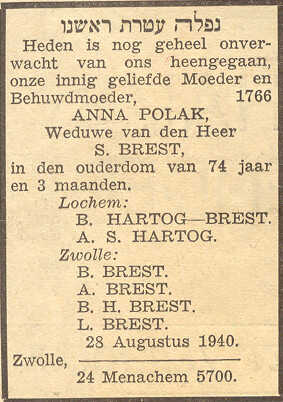 נפלה עטרת ראשנו
Heden is nog geheel onver-
wacht van ons heengegaan,
onze innig geliefde Moeder en
Behuwdmoeder, 1766
ANNA POLAK,
Weduwe van den Heer
S. BREST,
in den ouderdom van 74 jaar
en 3 maanden.
Lochem:
B. HARTOG—BREST.
A. S. HARTOG.
Zwolle:
B. BREST.
A. BREST.
B. H. BREST.
L. BREST.
28 Augustus 1940.
Zwolle,
24 Menachem 5700.